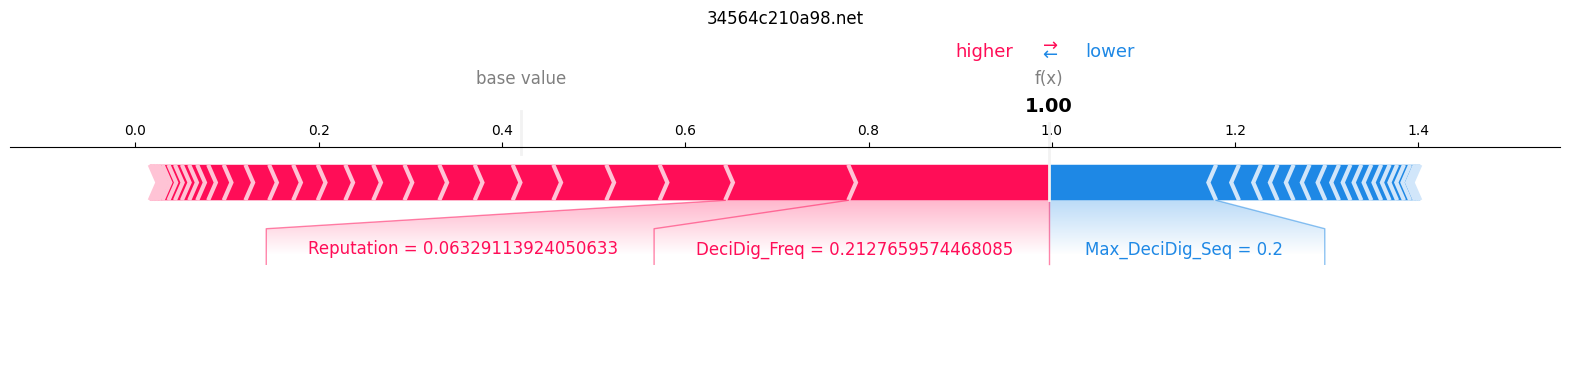 34564c210a98.net
higher ⇄ lower
base value f(x)
1.00
0.0 0.2 0.4 0.6 0.8 1.0 1.2 1.4
Reputation = 0.06329113924050633 DeciDig_Freq = 0.2127659574468085 Max_DeciDig_Seq = 0.2